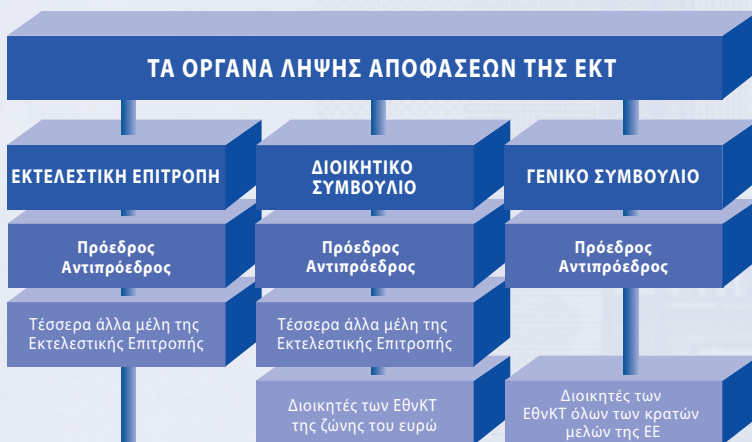 ΤΑ ΟΡΓΑΝΑ ΛΗΨΗΣ ΑΠΟΦΑΣΕΩΝ ΤΗΣ ΕΚΤ
ΕΚΤΕΛΕΣΤΙΚΗ ΕΠΙΤΡΟΠΗ
Πρόεδρος
Αντιπρόεδρος
Τέσσερα άλλα μέλη της
Εκτελεστικής Επιτροπής
ΔΙΟΙΚΗΤΙΚΟ
ΣΥΜΒΟΥΛΙΟ
Πρόεδρος
Αντιπρόεδρος
Τέσσερα άλλα μέλη της
Εκτελεστικής Επιτροπής
Διοικητές των ΕθνΚΤ
της ζώνης του ευρώ
ΓΕΝΙΚΟ ΣΥΜΒΟΥΛΙΟ
Πρόεδρος
Αντιπρόεδρος
Διοικητές των
ΕθνΚΤ όλων των κρατών
μελών της ΕΕ